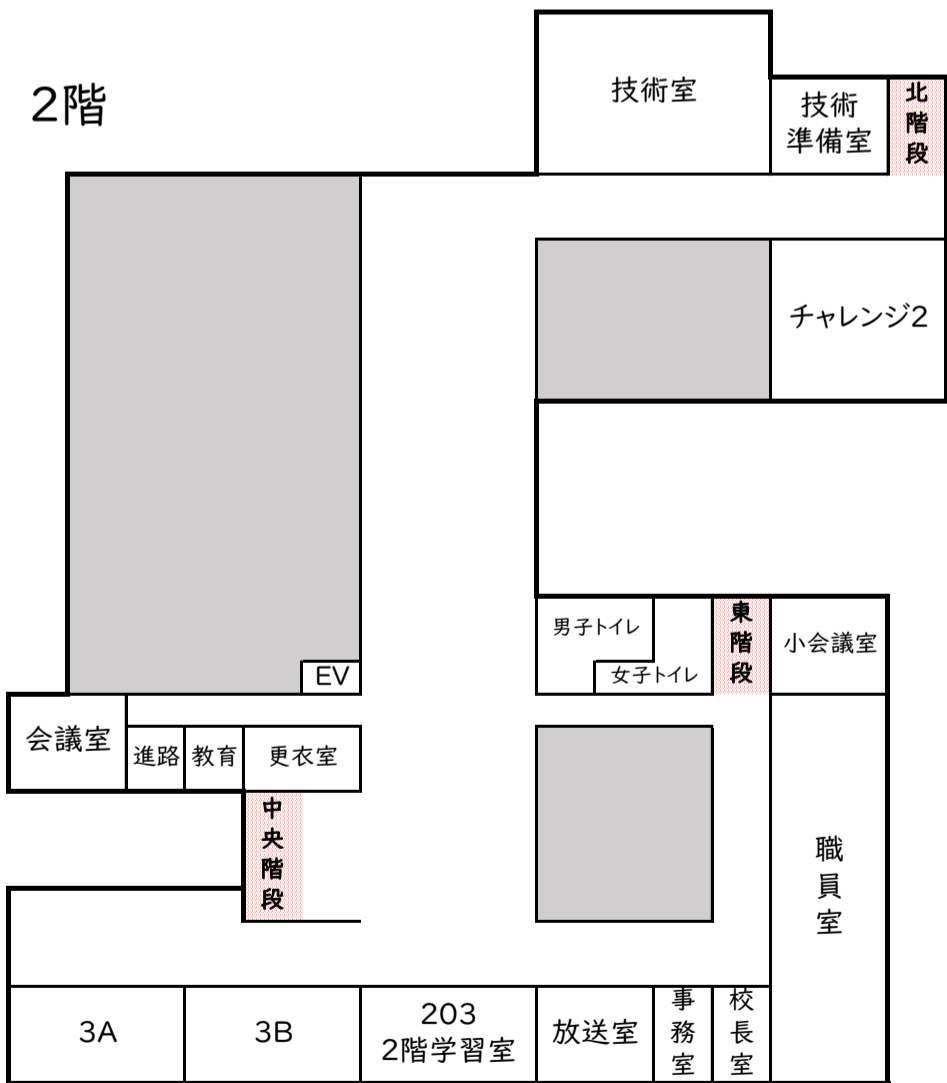 2階
技術室
技術
準備室
北階段
チャレンジ2
男子トイレ
女子トイレ
東階段
小会議室
EV
会議室
進路
教育
更衣室
中央階段
職員室
3A
3B
203
2階学習室
放送室
事務室
校長室